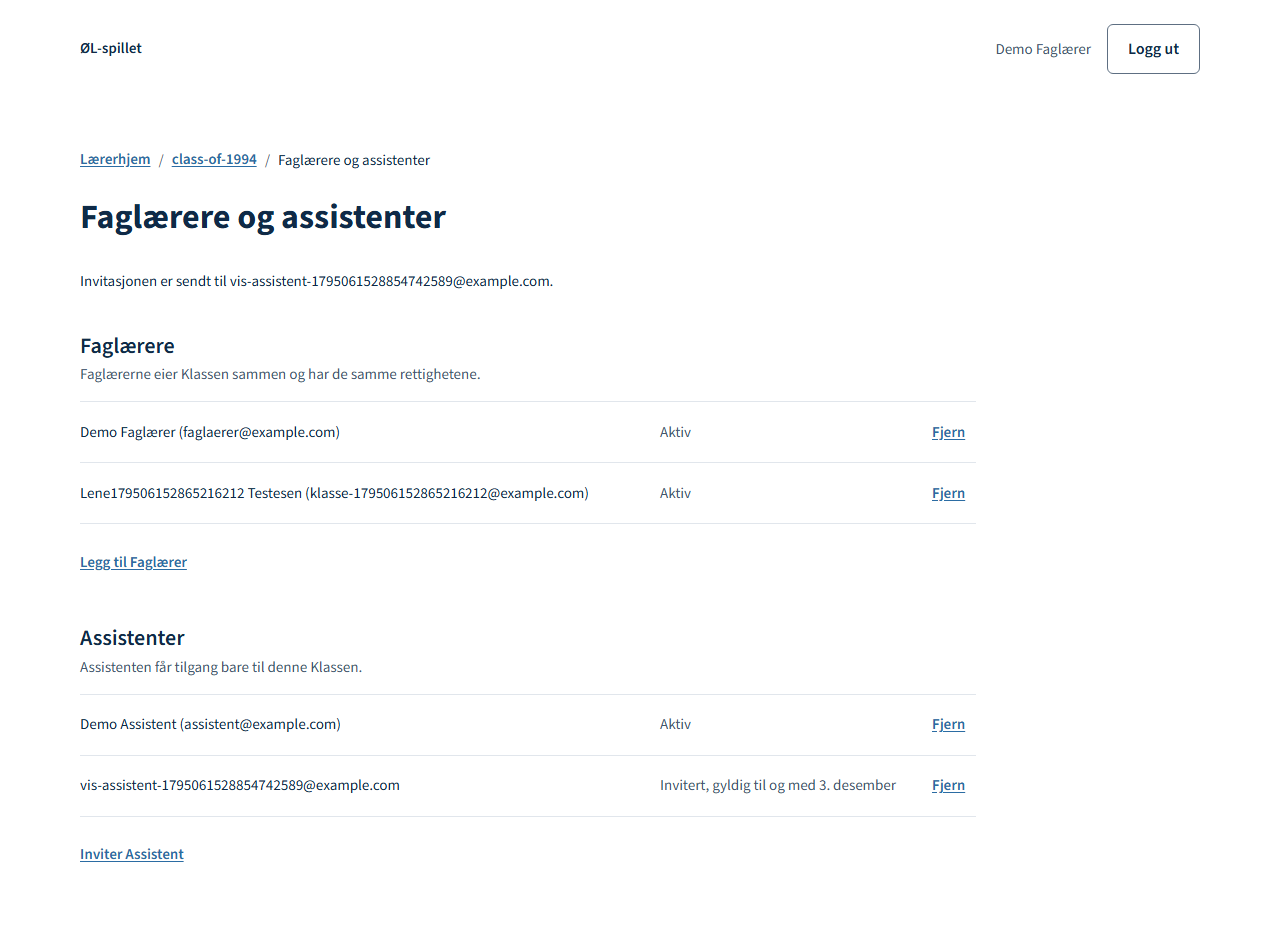 ØL-spillet
Demo Faglærer
Logg ut
Lærerhjem / class-of-1994 / Faglærere og assistenter
Faglærere og assistenter
Invitasjonen er sendt til vis-assistent-1795061528854742589@example.com.
Faglærere
Faglærerne eier Klassen sammen og har de samme rettighetene.
Demo Faglærer (faglaerer@example.com) Aktiv Fjern
Lene179506152865216212 Testesen (klasse-179506152865216212@example.com) Aktiv Fjern
Legg til Faglærer
Assistenter
Assistenten får tilgang bare til denne Klassen.
Demo Assistent (assistent@example.com) Aktiv Fjern
vis-assistent-1795061528854742589@example.com Invitert, gyldig til og med 3. desember Fjern
Inviter Assistent